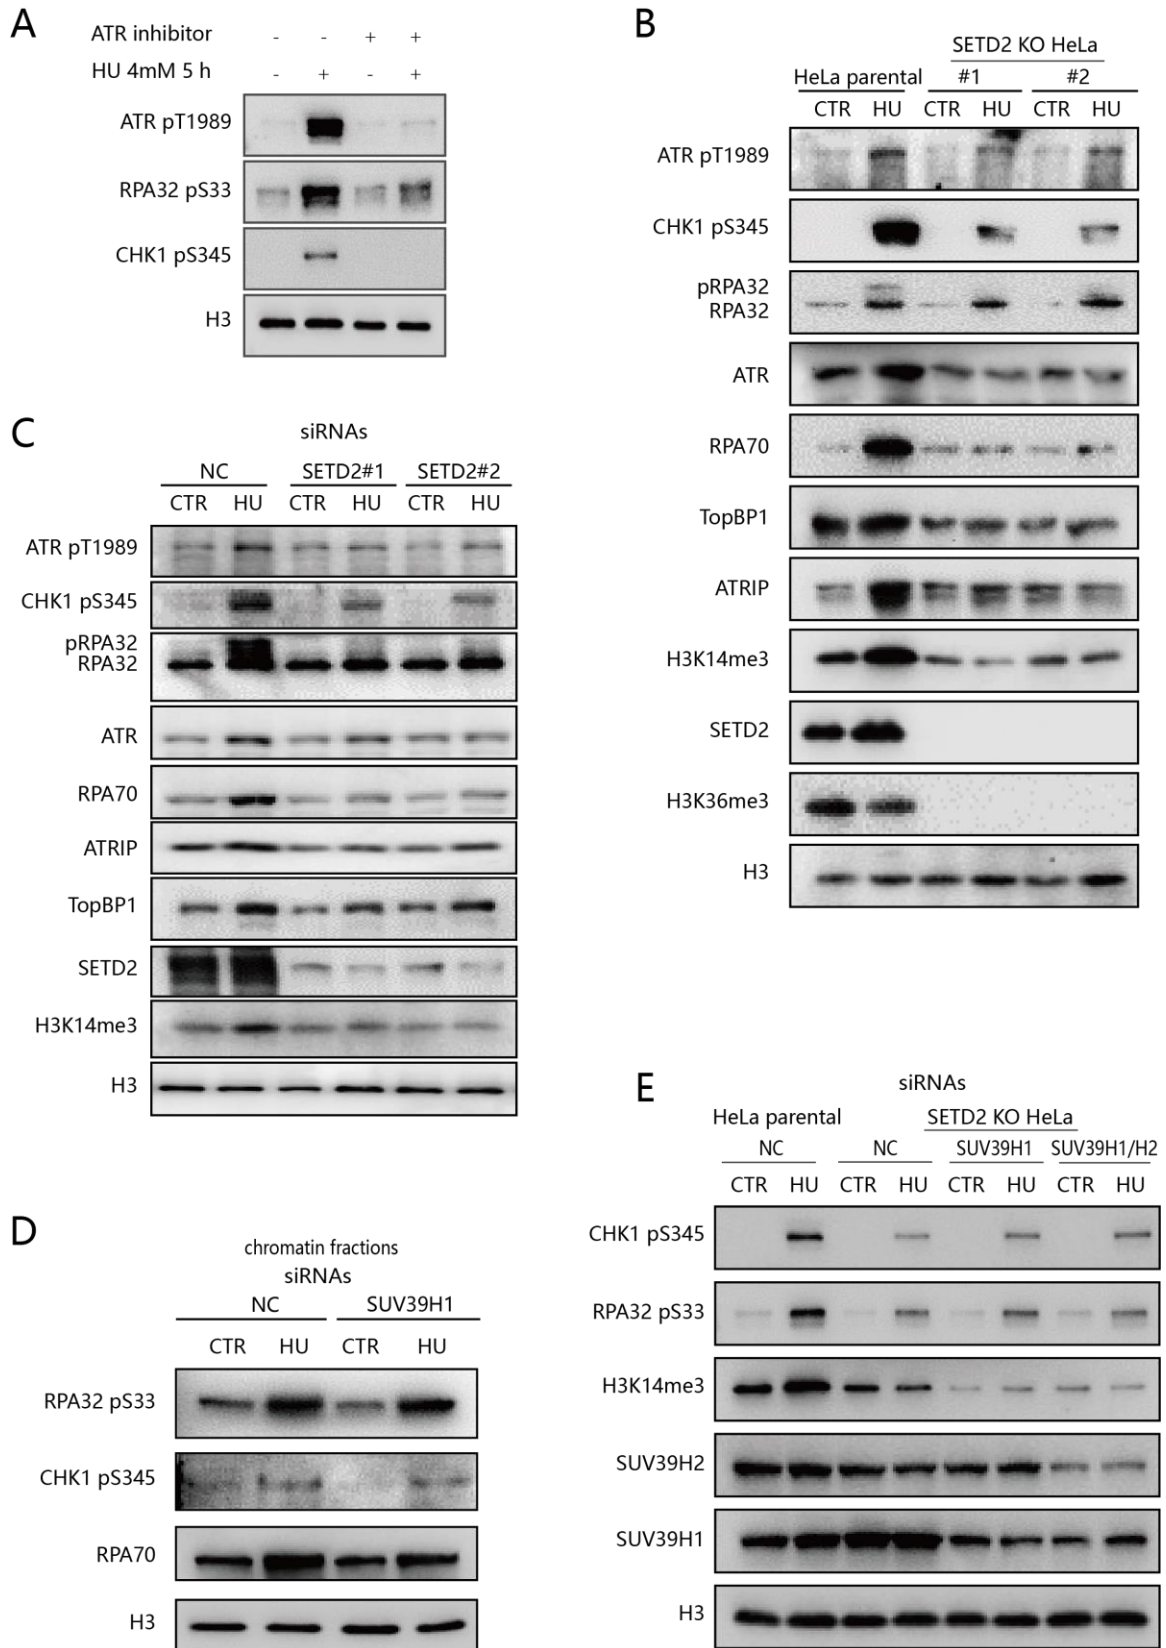 A
ATR inhibitor - - + +
HU 4mM 5 h - + - +
ATR pT1989
RPA32 pS33
CHK1 pS345
H3
B
SETD2 KO HeLa
HeLa parental #1 #2
CTR HU CTR HU CTR HU
ATR pT1989
CHK1 pS345
pRPA32
RPA32
ATR
RPA70
TopBP1
ATRIP
H3K14me3
SETD2
H3K36me3
H3
C
siRNAs
NC SETD2#1 SETD2#2
CTR HU CTR HU CTR HU
ATR pT1989
CHK1 pS345
pRPA32
RPA32
ATR
RPA70
ATRIP
TopBP1
SETD2
H3K14me3
H3
D
chromatin fractions
siRNAs
NC SUV39H1
CTR HU CTR HU
RPA32 pS33
CHK1 pS345
RPA70
H3
E
siRNAs
HeLa parental SETD2 KO HeLa
NC NC SUV39H1 SUV39H1/H2
CTR HU CTR HU CTR HU CTR HU
CHK1 pS345
RPA32 pS33
H3K14me3
SUV39H2
SUV39H1
H3